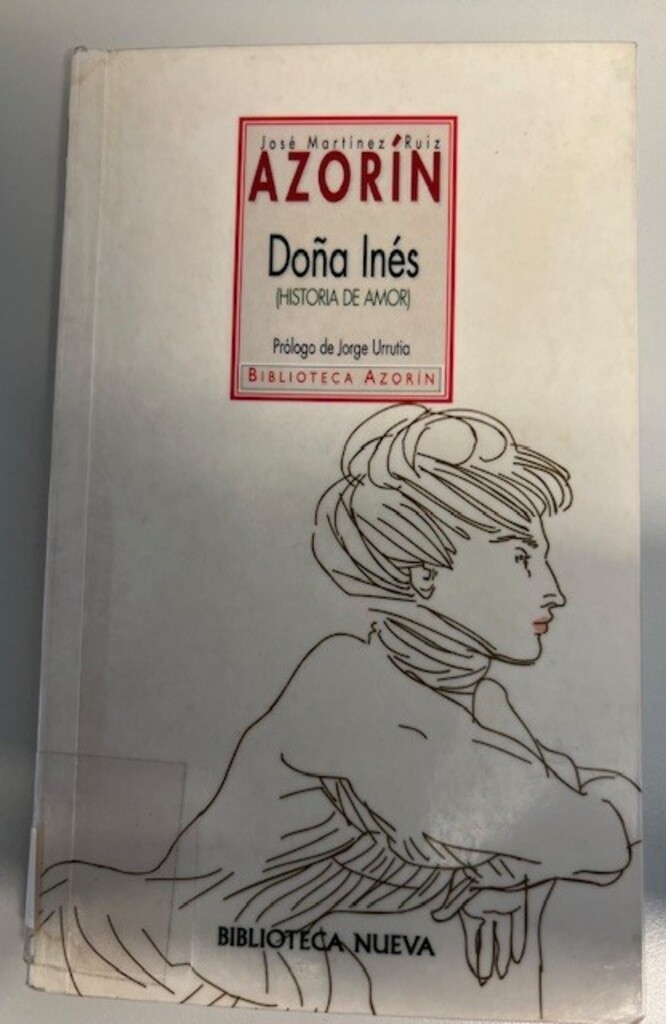 José Martínez Ruiz
AZORÍN
Doña Inés
(HISTORIA DE AMOR)
Prólogo de Jorge Urrutia
BIBLIOTECA AZORÍN
BIBLIOTECA NUEVA